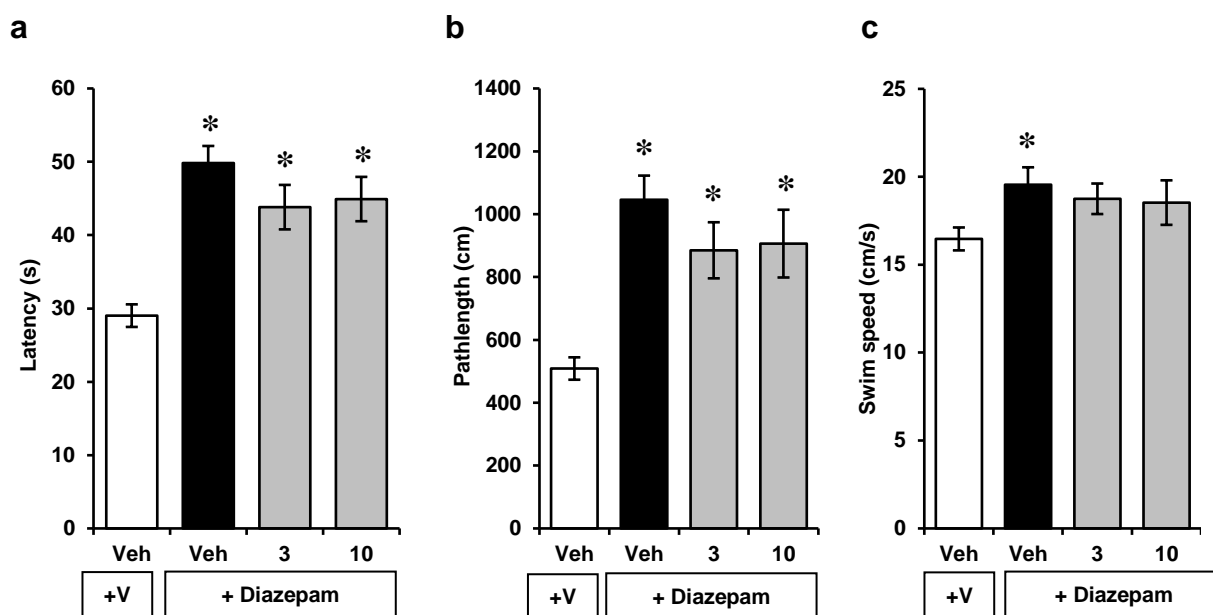 a
Latency (s)
60
50
40
30
20
10
0
* * *
Veh Veh 3 10
+V + Diazepam
b
Pathlength (cm)
1400
1200
1000
800
600
400
200
0
* * *
Veh Veh 3 10
+V + Diazepam
c
Swim speed (cm/s)
25
20
15
10
5
0
*
Veh Veh 3 10
+V + Diazepam